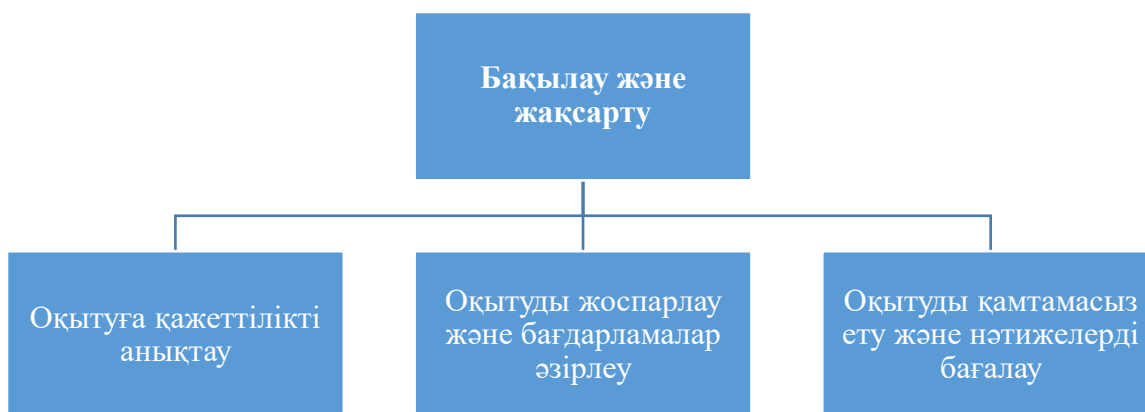 Бақылау және
жақсарту
Оқытуға қажеттілікті
анықтау
Оқытуды жоспарлау
және бағдарламалар
әзірлеу
Оқытуды қамтамасыз
ету және нәтижелерді
бағалау